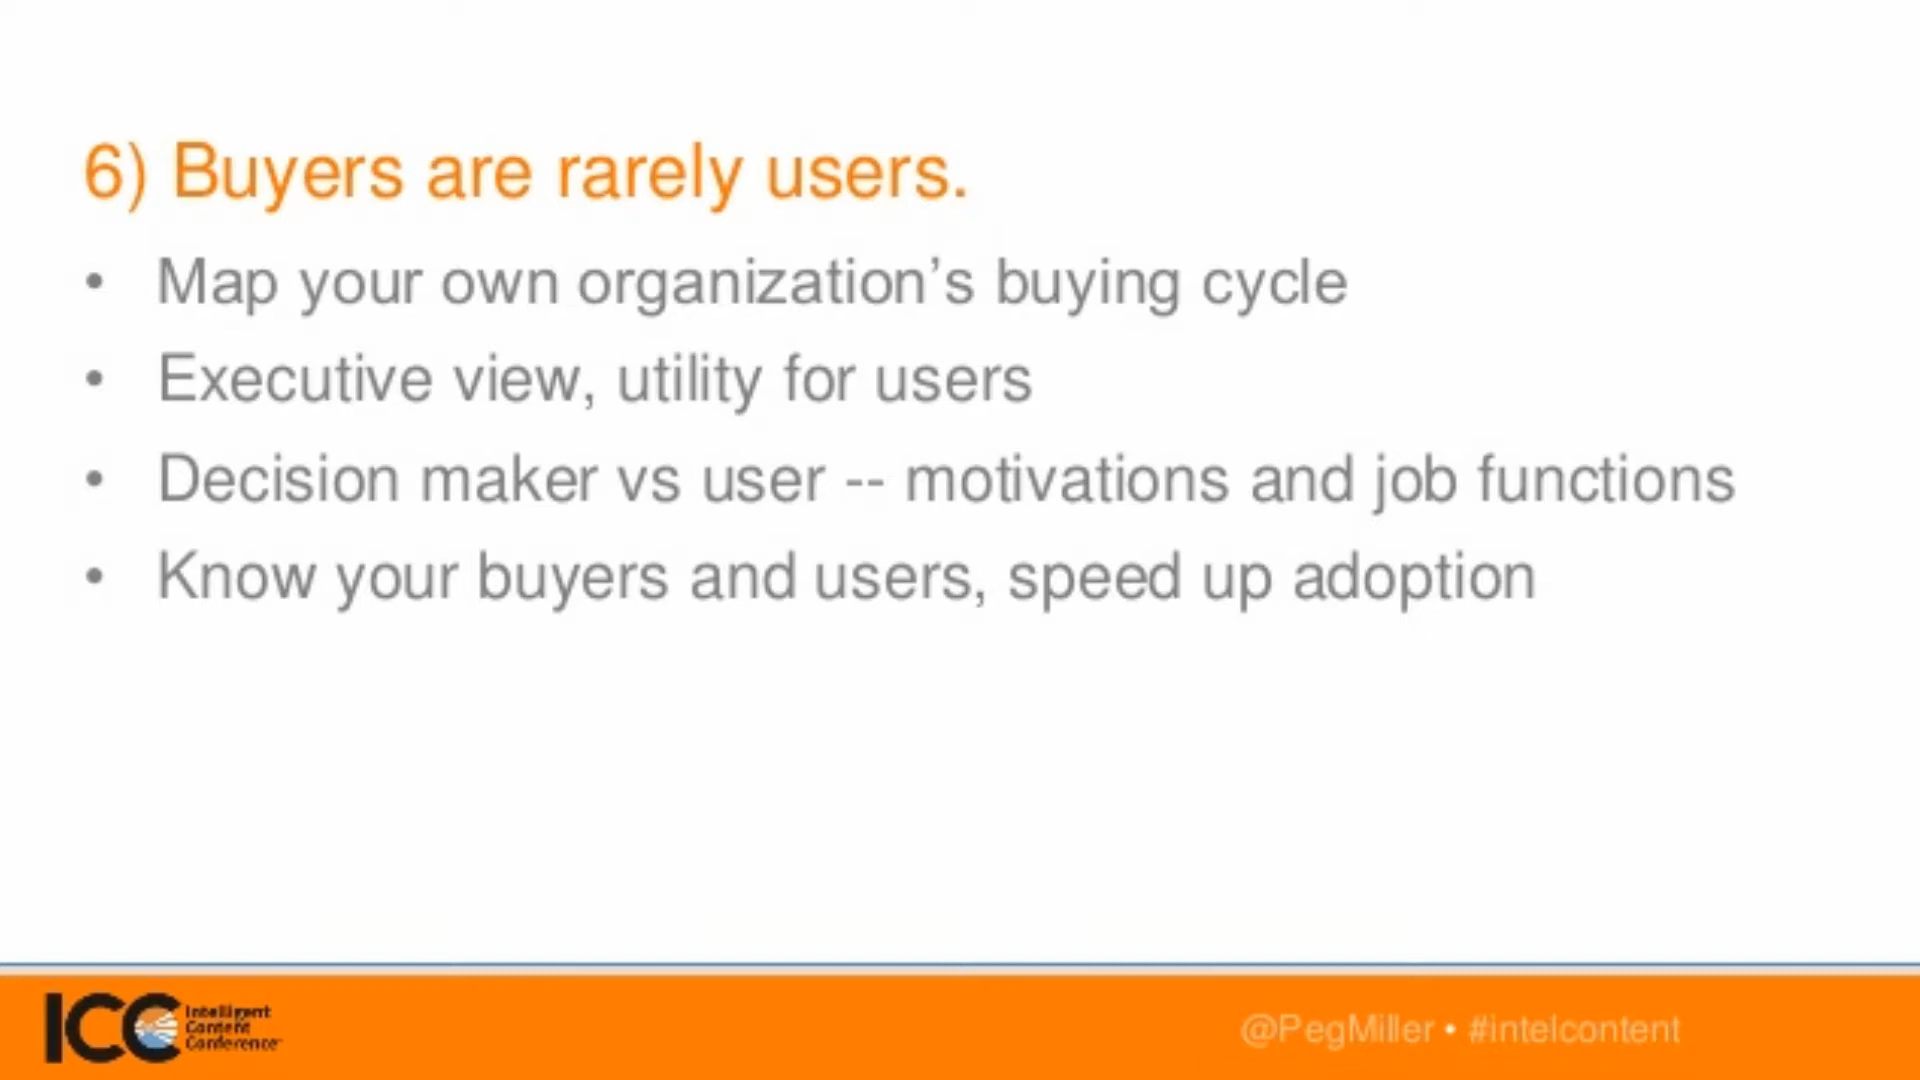 6) Buyers are rarely users.
• Map your own organization’s buying cycle
• Executive view, utility for users
• Decision maker vs user -- motivations and job functions
• Know your buyers and users, speed up adoption
ICC Intelligent
Content
Conference
@PegMiller • #intelcontent